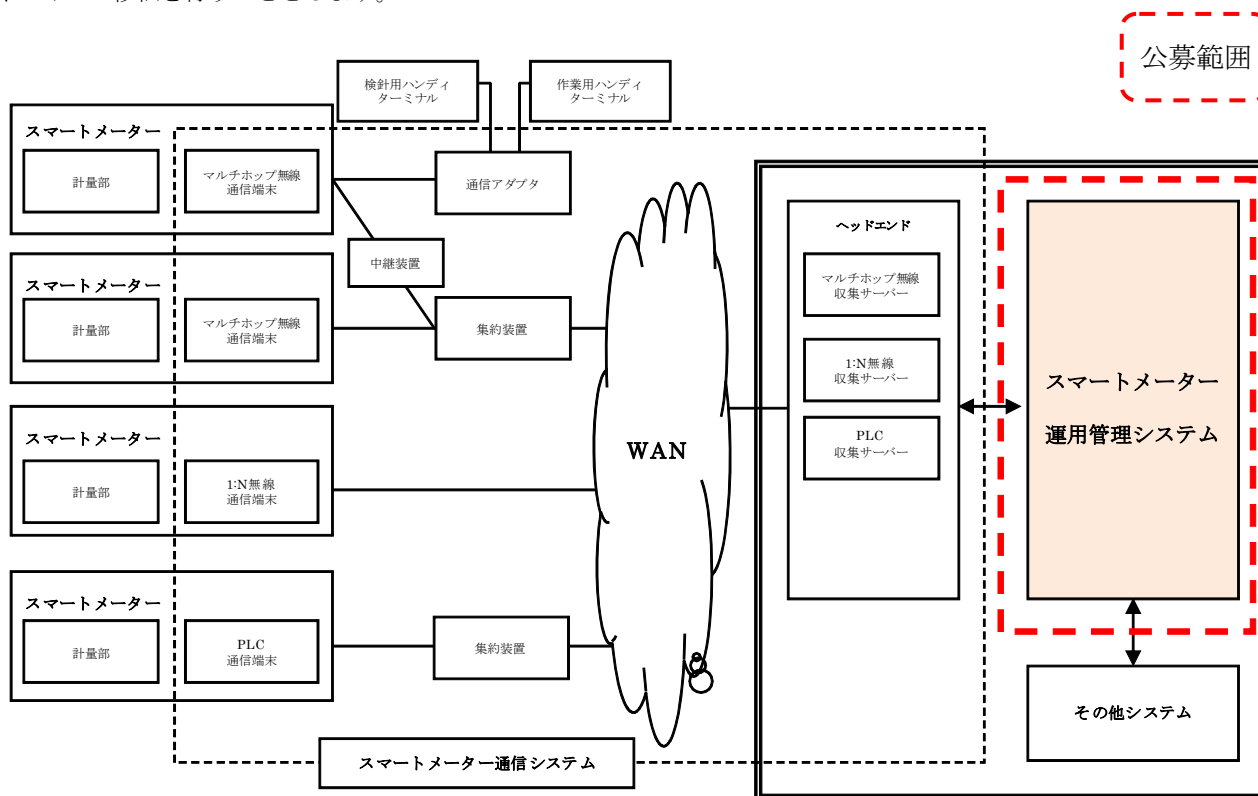 公募範囲
検針用ハンディ
ターミナル
作業用ハンディ
ターミナル
スマートメーター
計量部
マルチホップ無線
通信端末
通信アダプタ
中継装置
スマートメーター
計量部
マルチホップ無線
通信端末
集約装置
スマートメーター
計量部
1:N無線
通信端末
スマートメーター
計量部
PLC
通信端末
集約装置
WAN
ヘッドエンド
マルチホップ無線
収集サーバー
1:N無線
収集サーバー
PLC
収集サーバー
スマートメーター
運用管理システム
その他システム
スマートメーター通信システム